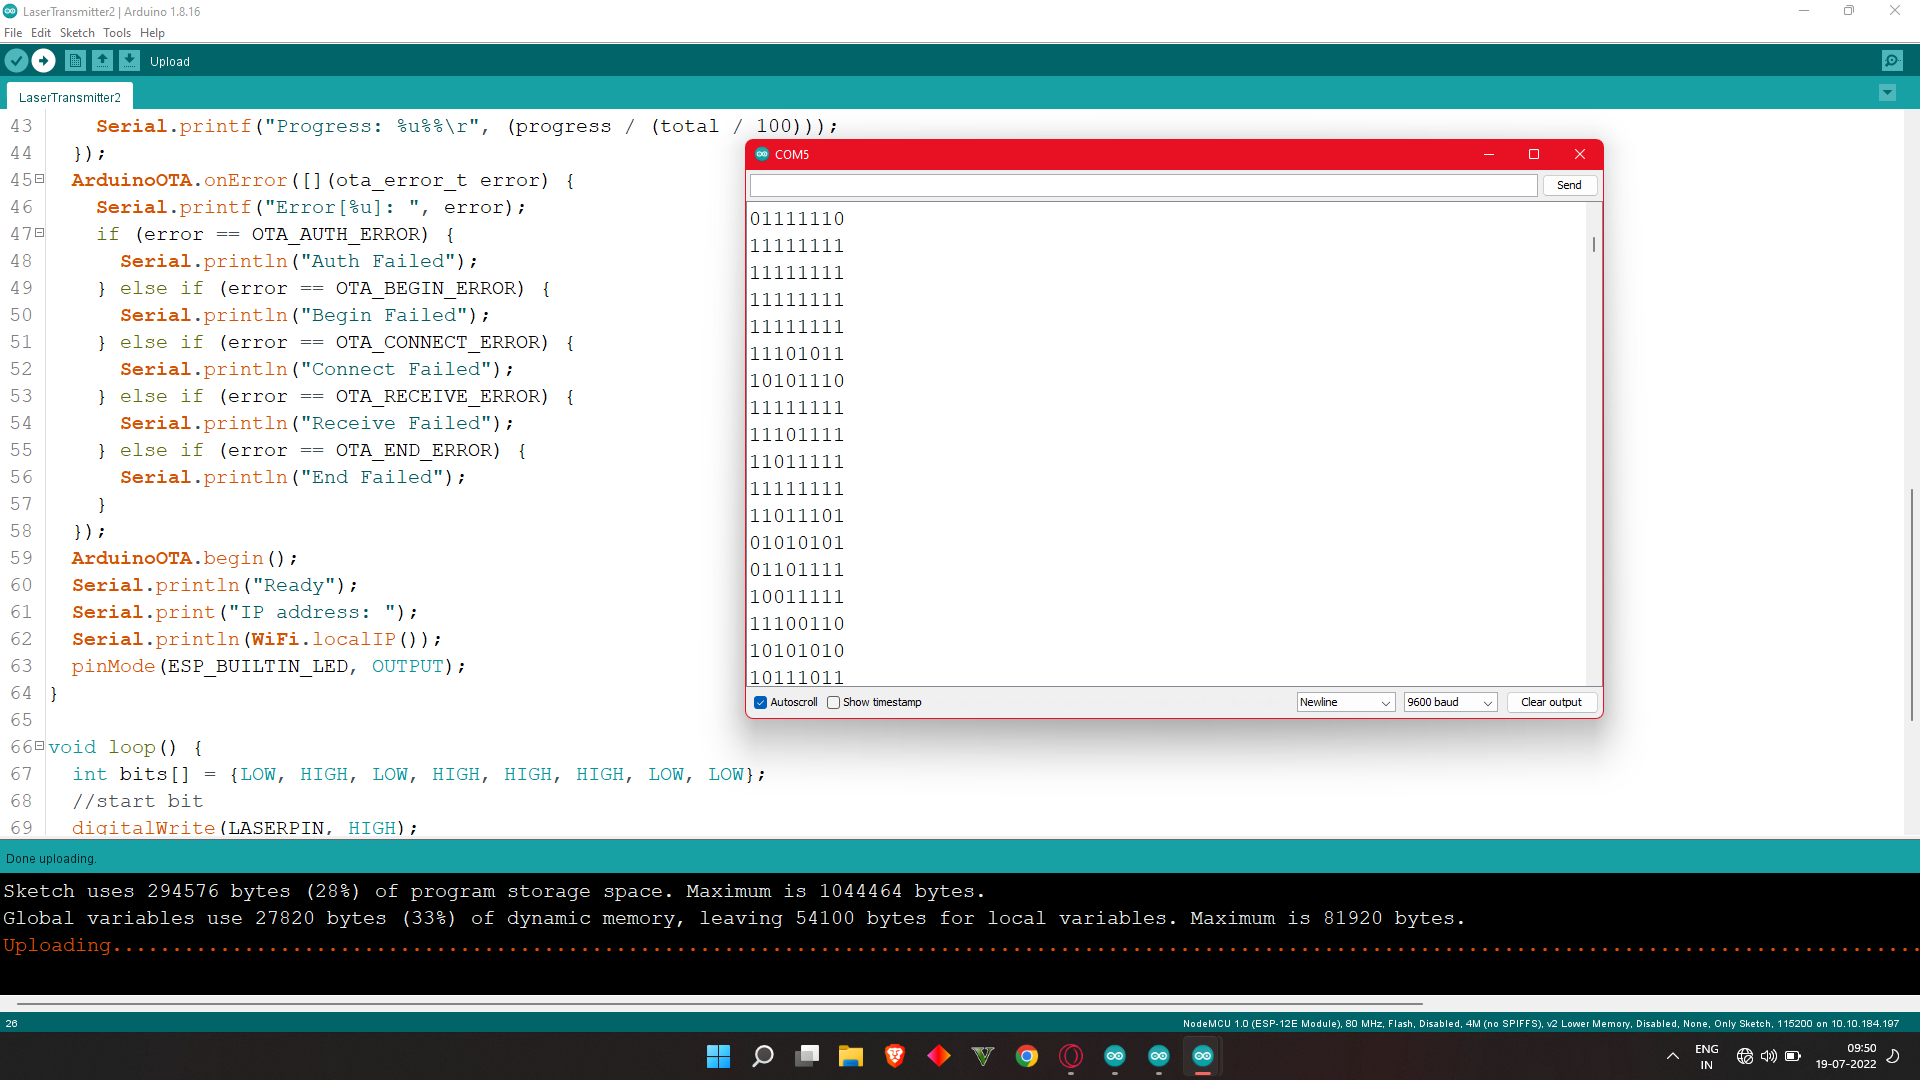 LaserTransmitter2 | Arduino 1.8.16
File Edit Sketch Tools Help
Upload
LaserTransmitter2
43 Serial.printf("Progress: %u%%\r", (progress / (total / 100)));
44 });
45 ArduinoOTA.onError([](ota_error_t error) {
46 Serial.printf("Error[%u]: ", error);
47 if (error == OTA_AUTH_ERROR) {
48 Serial.println("Auth Failed");
49 } else if (error == OTA_BEGIN_ERROR) {
50 Serial.println("Begin Failed");
51 } else if (error == OTA_CONNECT_ERROR) {
52 Serial.println("Connect Failed");
53 } else if (error == OTA_RECEIVE_ERROR) {
54 Serial.println("Receive Failed");
55 } else if (error == OTA_END_ERROR) {
56 Serial.println("End Failed");
57 }
58 });
59 ArduinoOTA.begin();
60 Serial.println("Ready");
61 Serial.print("IP address: ");
62 Serial.println(WiFi.localIP());
63 pinMode(ESP_BUILTIN_LED, OUTPUT);
64 }
65
66 void loop() {
67 int bits[] = {LOW, HIGH, LOW, HIGH, HIGH, HIGH, LOW, LOW};
68 //start bit
69 digitalWrite(LASERPIN, HIGH);
COM5
Send
01111110
11111111
11111111
11111111
11111111
11101011
10101110
11111111
11101111
11011111
11111111
11011101
01010101
01101111
10011111
11100110
10101010
10111011
Autoscroll Show timestamp Newline 9600 baud Clear output
Done uploading.
Sketch uses 294576 bytes (28%) of program storage space. Maximum is 1044464 bytes.
Global variables use 27820 bytes (33%) of dynamic memory, leaving 54100 bytes for local variables. Maximum is 81920 bytes.
Uploading.......................................................................................................................................................
26 NodeMCU 1.0 (ESP-12E Module), 80 MHz, Flash, Disabled, 4M (no SPIFFS), v2 Lower Memory, Disabled, None, Only Sketch, 115200 on 10.10.184.197
ENG
IN
09:50
19-07-2022